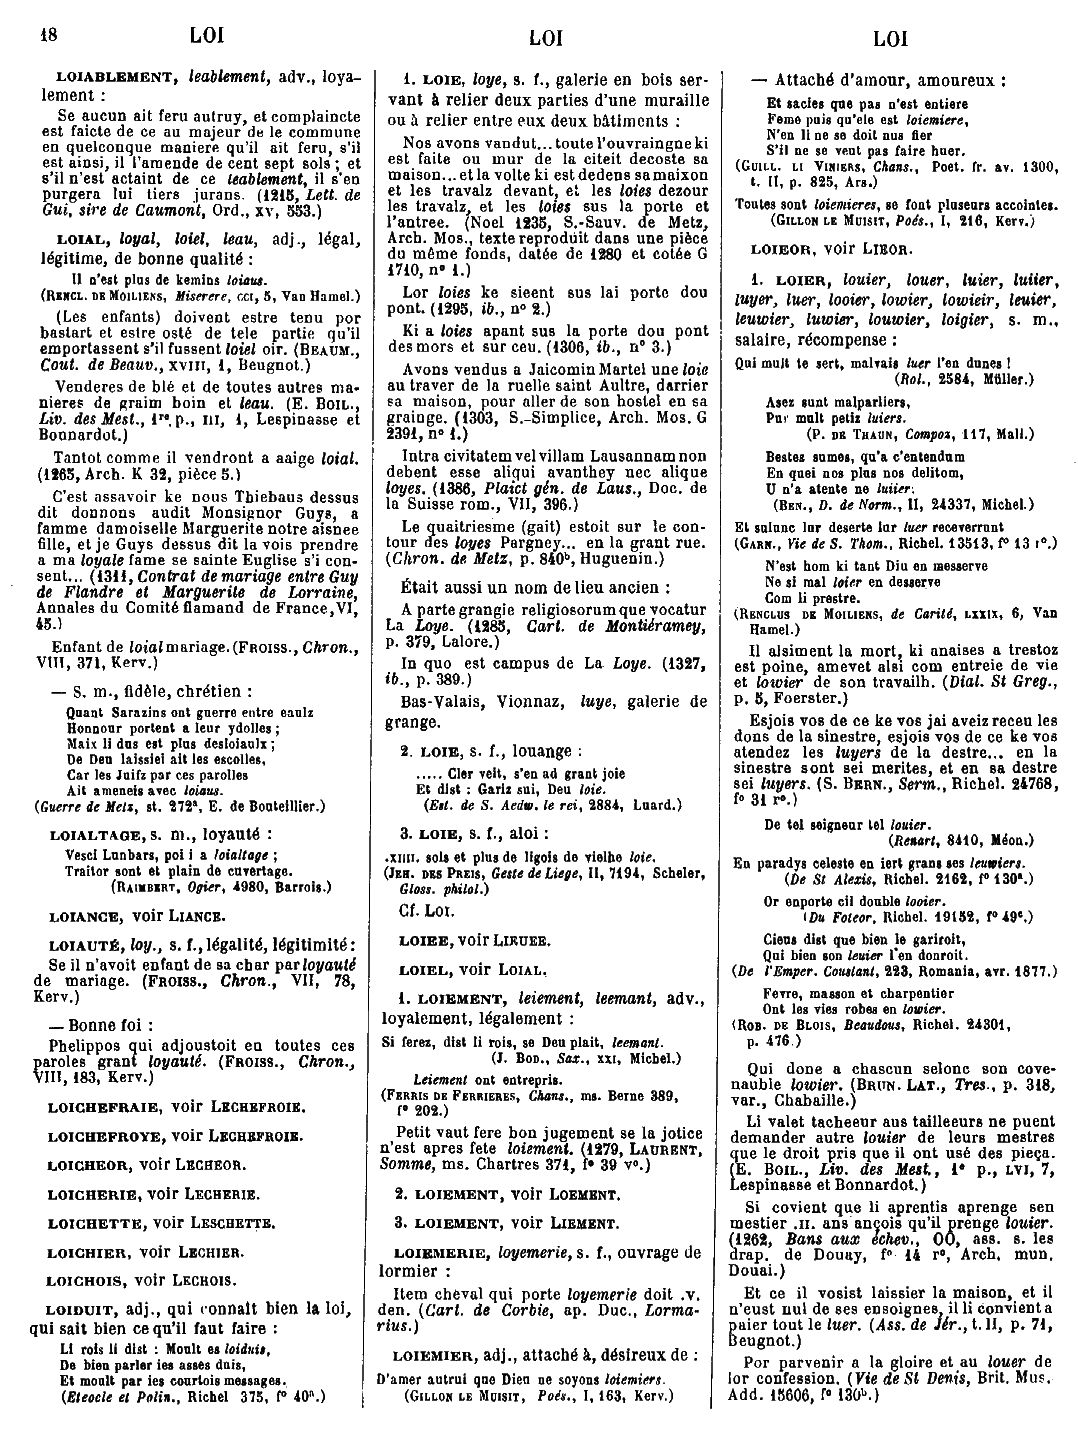 18 LOI LOI LOI
LOIABLEMENT, leablement, adv., loya-
lement :
Se aucun ait feru autruy, et complaincte
est faicte de ce au majeur de le commune
en quelconque maniere qu'il ait feru, s'il
est ainsi, il l'amende de cent sept sols ; et
s'il n'est actaint de ce leablement, il s'en
purgera lui tiers jurans. (1215, Lett. de
Gui, sire de Caumont, Ord., XV, 553.)
LOIAL, loyal, loiel, leau, adj., légal,
légitime, de bonne qualité :
Il n'est plus de kemins loiaus.
(RENCL. DE MOILIENS, Miserere, CCI, 5, Van Hamel.)
(Les enfants) doivent estre tenu por
bastart et estre osté de tele partie qu'il
emportassent s'il fussent loiel oir. (BEAUM.,
Cout. de Beauv., XVIII, 1, Beugnot.)
Venderes de blé et de toutes autres ma-
nieres de graim boin et leau. (E. BOIL.,
Liv. des Mest., 1re p., III, 1, Lespinasse et
Bonnardot.)
Tantot comme il vendront a aaige loial.
(1265, Arch. K 32, pièce 5.)
C'est assavoir ke nous Thiebaus dessus
dit donnons audit Monsignor Guys, a
famme damoiselle Marguerite notre aisnee
fille, et je Guys dessus dit la vois prendre
a ma loyale fame se sainte Euglise s'i con-
sent... (1311, Contrat de mariage entre Guy
de Flandre et Marguerite de Lorraine,
Annales du Comité flamand de France, VI,
45.)
Enfant de loial mariage. (FROISS., Chron.,
VIII, 371, Kerv.)
— S. m., fidèle, chrétien :
Quant Sarazins ont guerre entre eaulz
Honnour portent a leur ydolles ;
Maix li dus est plus desloiaulx ;
De Deu laissiel ait les escolles,
Car les Juifz par ces parolles
Ait ameneis avec loiaus.
(Guerre de Metz, st. 272a, E. de Bouteillier.)
LOIALTAGE, s. m., loyauté :
Vesci Lunbars, poi i a loialtage ;
Traitor sont et plain de cuvertage.
(RAIMBERT, Ogier, 4980, Barrois.)
LOIANCE, voir LIANCE.
LOIAUTÉ, loy., s. f., légalité, légitimité :
Se il n'avoit enfant de sa char par loyauté
de mariage. (FROISS., Chron., VII, 78,
Kerv.)
— Bonne foi :
Phelippos qui adjoustoit en toutes ces
paroles grant loyauté. (FROISS., Chron.,
VIII, 183, Kerv.)
LOICHEFRAIE, voir LECHEFROIE.
LOICHEFROYE, voir LECHEFROIE.
LOICHEOR, voir LECHEOR.
LOICHERIE, voir LECHERIE.
LOICHETTE, voir LESCHETTE.
LOICHIER, voir LECHIER.
LOICHOIS, voir LECHOIS.
LOIDUIT, adj., qui connaît bien la loi,
qui sait bien ce qu'il faut faire :
Li rois li dist : Moult es loiduis,
De bien parler ies asses duis,
Et moult par ies courtois messages.
(Eteocle et Polin., Richel 375, fo 40a.)
1. LOIE, loye, s. f., galerie en bois ser-
vant à relier deux parties d'une muraille
ou à relier entre eux deux bâtiments :
Nos avons vandut... toute l'ouvraingne ki
est faite ou mur de la citeit decoste sa
maison... et la volte ki est dedens sa maixon
et les travalz devant, et les loies dezour
les travalz, et les loies sus la porte et
l'antree. (Noel 1235, S.-Sauv. de Metz,
Arch. Mos., texte reproduit dans une pièce
du même fonds, datée de 1280 et cotée G
1710, no 1.)
Lor loies ke sieent sus lai porte dou
pont. (1295, ib., no 2.)
Ki a loies apant sus la porte dou pont
des mors et sur ceu. (1306, ib., no 3.)
Avons vendus a Jaicomin Martel une loie
au traver de la ruelle saint Aultre, darrier
sa maison, pour aller de son hostel en sa
grainge. (1303, S.-Simplice, Arch. Mos. G
2391, no 1.)
Intra civitatem vel villam Lausannam non
debent esse aliqui avanthey nec alique
loyes. (1386, Plaict gén. de Laus., Doc. de
la Suisse rom., VII, 396.)
Le quaitriesme (gait) estoit sur le con-
tour des loyes Pargney... en la grant rue.
(Chron. de Metz, p. 840b, Huguenin.)
Était aussi un nom de lieu ancien :
A parte grangie religiosorum que vocatur
La Loye. (1285, Cart. de Montiéramey,
p. 379, Lalore.)
In quo est campus de La Loye. (1327,
ib., p. 389.)
Bas-Valais, Vionnaz, luye, galerie de
grange.
2. LOIE, s. f., louange :
..... Cler veit, s'en ad grant joie
Et dist : Gariz sui, Deu loie.
(Est. de S. Aedw. le rei, 2884, Luard.)
3. LOIE, s. f., aloi :
.XIIII. sols et plus de ligois de vielhe loie.
(JEH. DES PREIS, Geste de Liege, II, 7194, Scheler,
Gloss. philol.)
Cf. LOI.
LOIEE, voir LIRUEE.
LOIEL, voir LOIAL.
1. LOIEMENT, leiement, leemant, adv.,
loyalement, légalement :
Si ferez, dist li rois, se Deu plait, leemant.
(J. BOD., Sax., XXI, Michel.)
Leiement ont entrepris.
(FERRIS DE FERRIERES, Chans., ms. Berne 389,
fo 202.)
Petit vaut fere bon jugement se la jotice
n'est apres fete loiement. (1279, LAURENT,
Somme, ms. Chartres 371, fo 39 vo.)
2. LOIEMENT, voir LOEMENT.
3. LOIEMENT, voir LIEMENT.
LOIEMERIE, loyemerie, s. f., ouvrage de
lormier :
Item cheval qui porte loyemerie doit .v.
den. (Cart. de Corbie, ap. Duc., Lorma-
rius.)
LOIEMIER, adj., attaché à, désireux de :
D'amer autrui que Dien ne soyons loiemiers.
(GILLON LE MUISIT, Poés., I, 163, Kerv.)
— Attaché d'amour, amoureux :
Et sacies que pas n'est entiere
Feme puis qu'ele est loiemiere,
N'en li ne se doit nus fier
S'il ne se veut pas faire huer.
(GUILL. LI VINIERS, Chans., Poet. fr. av. 1300,
t. II, p. 825, Ars.)
Toutes sont loiemieres, se font pluseurs accointes.
(GILLON LE MUISIT, Poés., I, 216, Kerv.)
LOIEOR, voir LIEOR.
1. LOIER, louier, louer, luier, luiier,
luyer, luer, looier, lowier, lowieir, leuier,
leuwier, luwier, louwier, loigier, s. m.,
salaire, récompense :
Qui mult te sert, malvais luer l'en dunes !
(Rol., 2584, Müller.)
Asez sunt malparliers,
Pur mult petiz luiers.
(P. DE THAUN, Compoz, 117, Mall.)
Bestes sumes, qu'a c'entendum
En quei nos plus nos delitom,
U n'a atente ne luiier.
(BEN., D. de Norm., II, 24337, Michel.)
Et sulunc lur deserte lur luer receverrunt
(GARN., Vie de S. Thom., Richel. 13513, fo 13 ro.)
N'est hom ki tant Diu en messerve
Ne si mal loier en desserve
Com li prestre.
(RENCLUS DE MOILIENS, de Carité, LXXIX, 6, Van
Hamel.)
Il alsiment la mort, ki anaises a trestoz
est poine, amevet alsi com entreie de vie
et lowier de son travailh. (Dial. St Greg.,
p. 5, Foerster.)
Esjois vos de ce ke vos jai aveiz receu les
dons de la sinestre, esjois vos de ce ke vos
atendez les luyers de la destre... en la
sinestre sont sei merites, et en sa destre
sei luyers. (S. BERN., Serm., Richel. 24768,
fo 31 ro.)
De tel seigneur tel louier.
(Renart, 8410, Méon.)
En paradys celeste en iert grans ses leuwiers.
(De St Alexis, Richel. 2162, fo 130a.)
Or enporte cil double looier.
(Du Foteor, Richel. 19152, fo 49c.)
Ciens dist que bien le gariroit,
Qui bien son leuier l'en donroit.
(De l'Emper. Coustant, 223, Romania, avr. 1877.)
Fevre, masson et charpentier
Ont les vies robes en lowier.
(ROB. DE BLOIS, Beaudous, Richel. 24301,
p. 476.)
Qui done a chascun selonc son cove-
nauble lowier. (BRUN. LAT., Tres., p. 318,
var., Chabaille.)
Li valet tacheeur aus tailleeurs ne puent
demander autre louier de leurs mestres
que le droit pris que il ont usé des pieça.
(E. BOIL., Liv. des Mest., 1e p., LVI, 7,
Lespinasse et Bonnardot.)
Si covient que li aprentis aprenge sen
mestier .II. ans ançois qu'il prenge louier.
(1262, Bans aux échev., OO, ass. s. les
drap. de Douay, fo 14 ro, Arch. mun.
Douai.)
Et ce il vosist laissier la maison, et il
n'eust nul de ses ensoignes, il li convient a
paier tout le luer. (Ass. de Jér., t. II, p. 71,
Beugnot.)
Por parvenir a la gloire et au louer de
lor confession. (Vie de St Denis, Brit. Mus.
Add. 15606, fo 130b.)